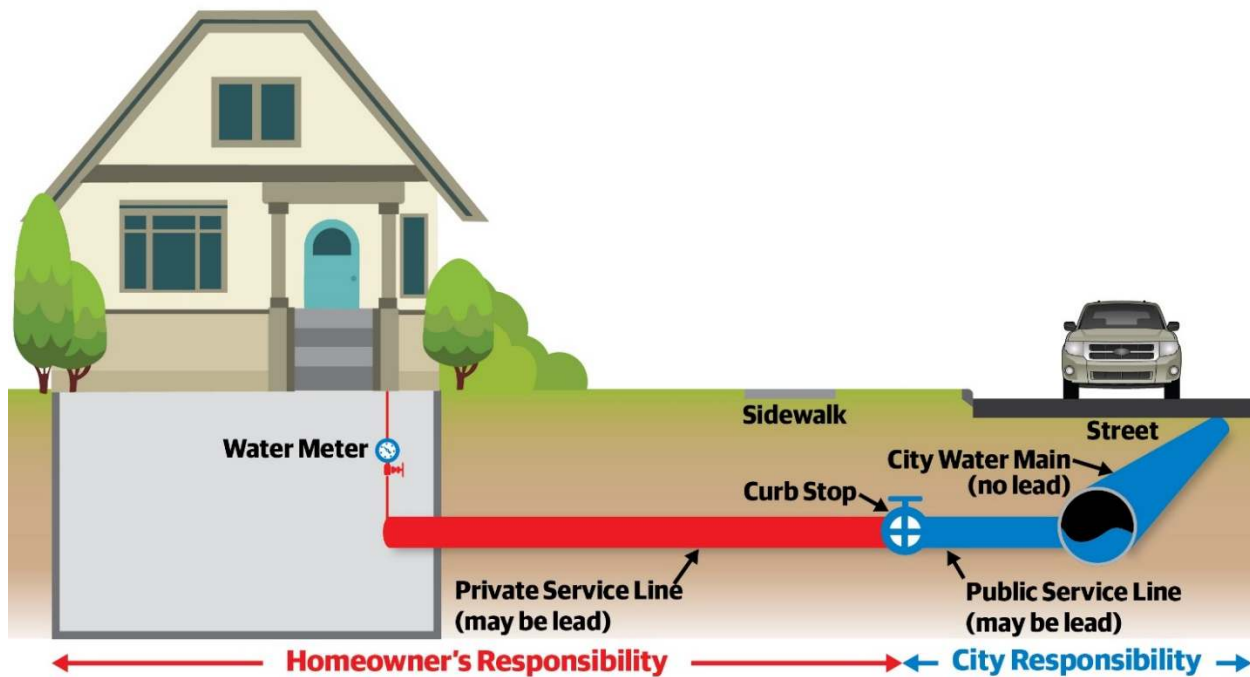 Sidewalk
Street
Water Meter
City Water Main
(no lead)
Curb Stop
Private Service Line
(may be lead)
Public Service Line
(may be lead)
Homeowner's Responsibility
City Responsibility